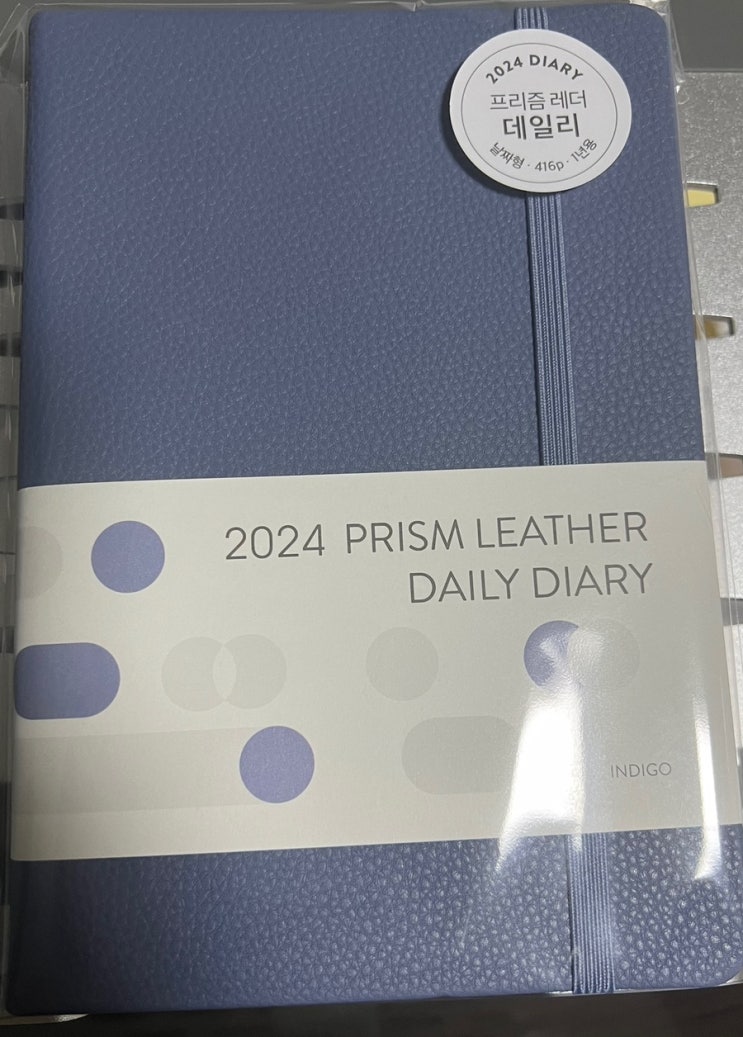 2024 DIARY
프리즘 레더
데일리
날짜형 · 416p · 1년용
2024 PRISM LEATHER
DAILY DIARY
INDIGO